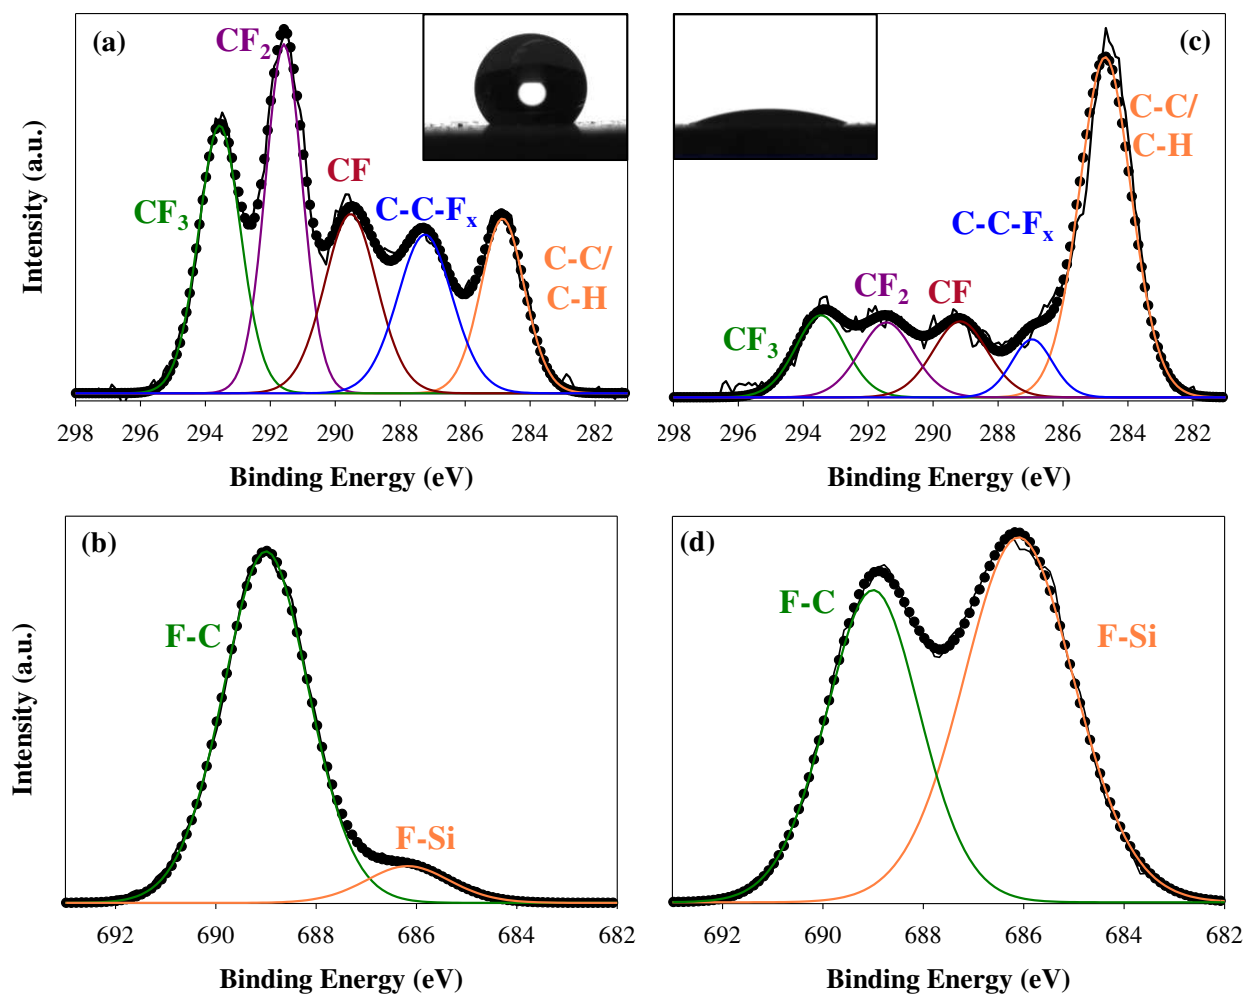 (a)
CF2
CF
CF3
C-C-Fx
C-C/
C-H
Intensity (a.u.)
298 296 294 292 290 288 286 284 282
Binding Energy (eV)
(c)
C-C/
C-H
C-C-Fx
CF2
CF
CF3
298 296 294 292 290 288 286 284 282
Binding Energy (eV)
(b)
F-C
F-Si
Intensity (a.u.)
692 690 688 686 684 682
Binding Energy (eV)
(d)
F-C
F-Si
692 690 688 686 684 682
Binding Energy (eV)